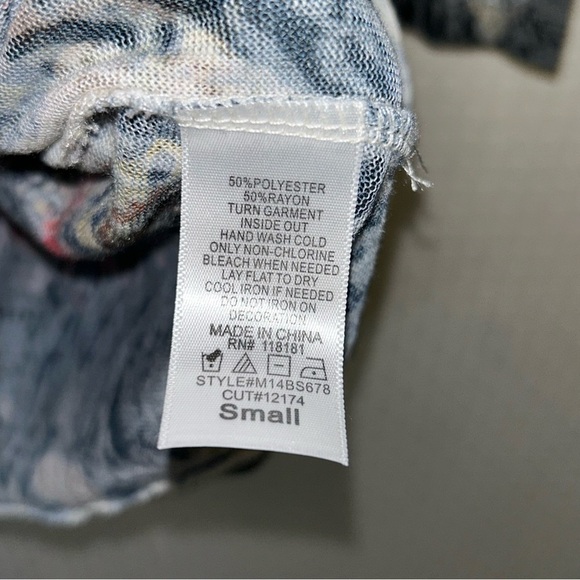 50%POLYESTER
50%RAYON
TURN GARMENT
INSIDE OUT
HAND WASH COLD
ONLY NON-CHLORINE
BLEACH WHEN NEEDED
LAY FLAT TO DRY
COOL IRON IF NEEDED
DO NOT IRON ON
DECORATION
MADE IN CHINA
RN# 118181
STYLE#M14BS678
CUT#12174
Small